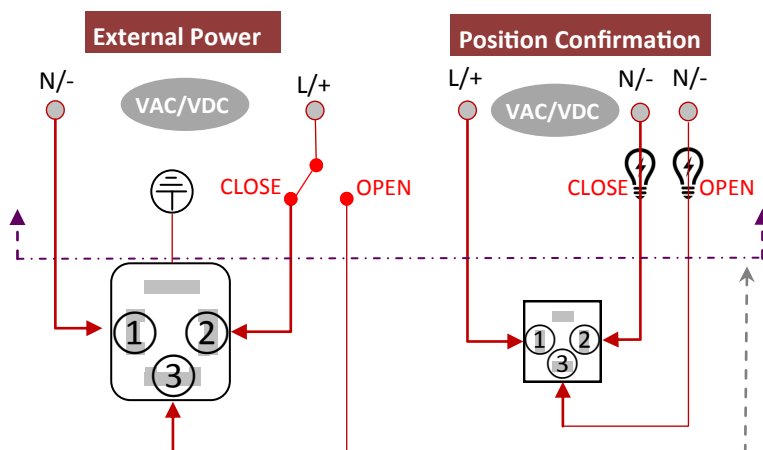 External Power
Position Confirmation
N/-
VAC/VDC
L/+
L/+
VAC/VDC
N/-
N/-
CLOSE
OPEN
CLOSE
OPEN
1
2
3
1
2
3